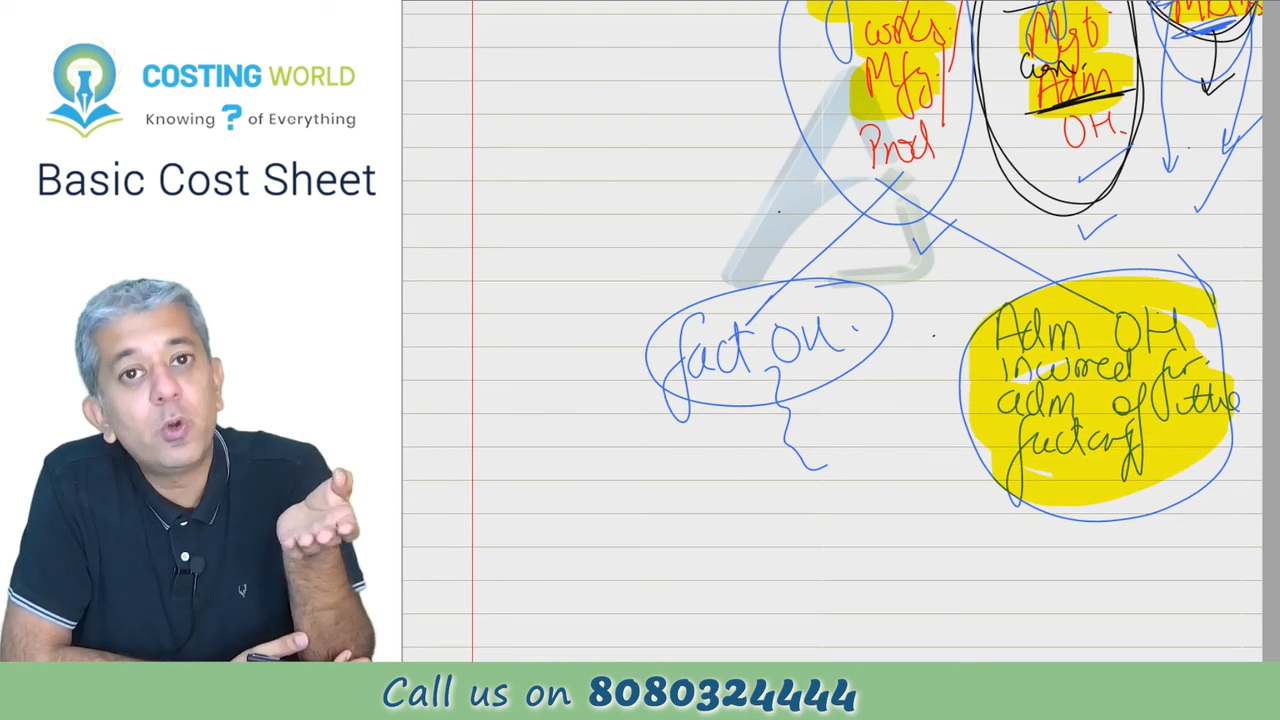 COSTING WORLD
Knowing ? of Everything
Basic Cost Sheet
works
Mfg.
Prod
Mgt.
Gen.
Adm
OH.
fact OH.
Adm OH
incurred for
adm of the
factory
Call us on 8080324444